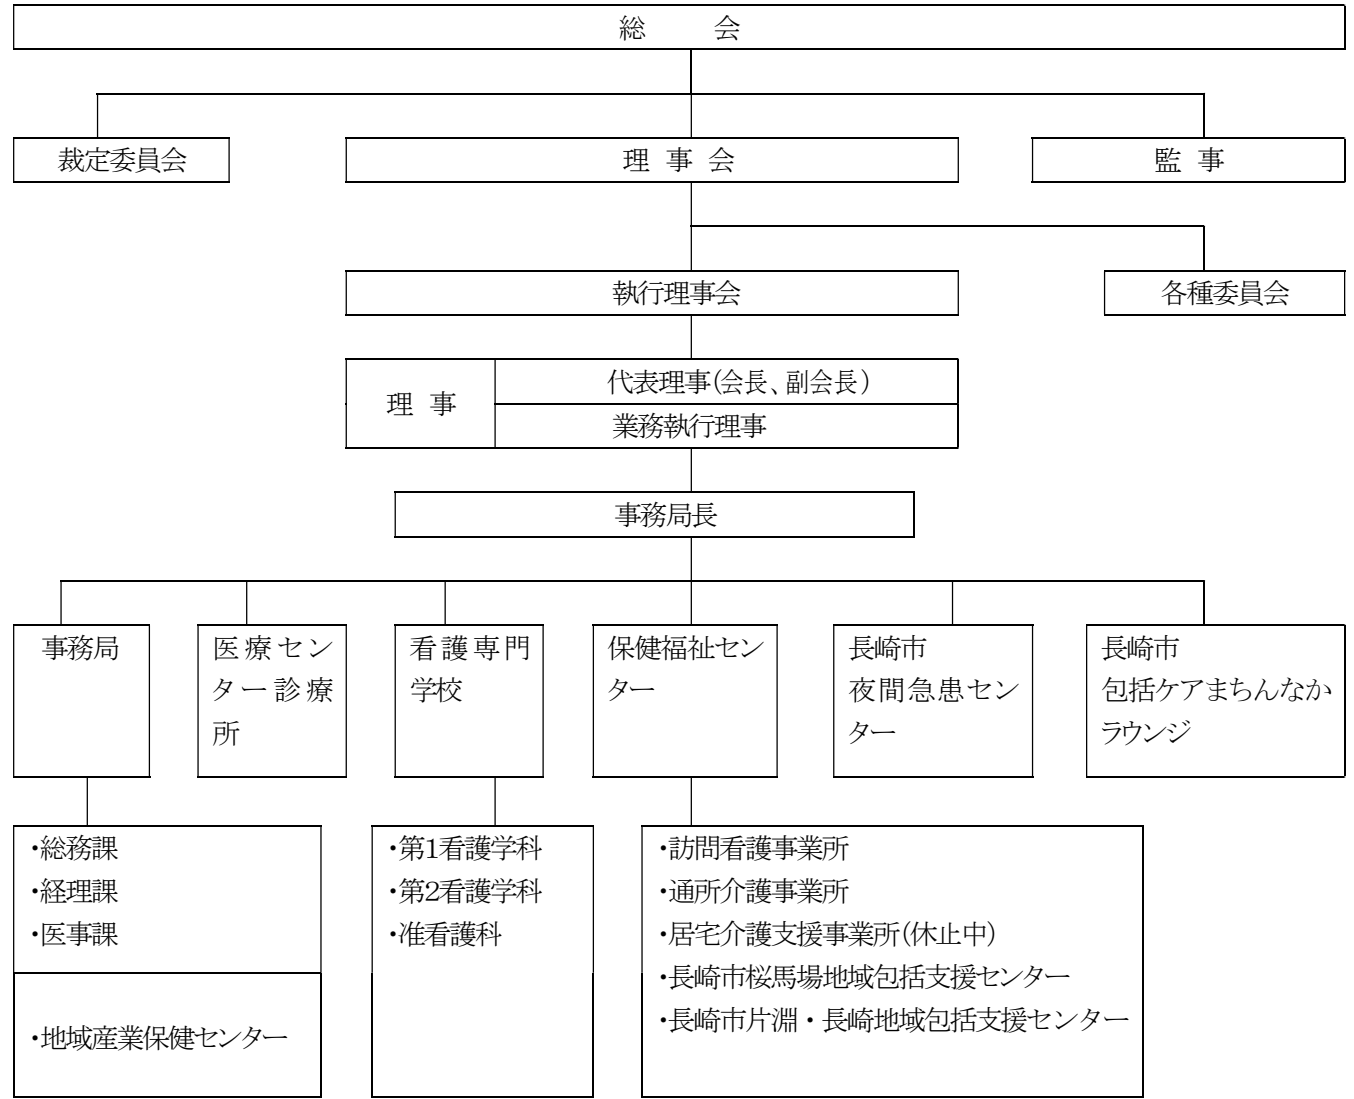 総会
裁定委員会
理事会
監事
執行理事会
各種委員会
理事
代表理事(会長、副会長)
業務執行理事
事務局長
事務局
医療セン
ター診療
所
看護専門
学校
保健福祉セン
ター
長崎市
夜間急患セン
ター
長崎市
包括ケアまちんなか
ラウンジ
・総務課
・経理課
・医事課
・地域産業保健センター
・第1看護学科
・第2看護学科
・准看護科
・訪問看護事業所
・通所介護事業所
・居宅介護支援事業所(休止中)
・長崎市桜馬場地域包括支援センター
・長崎市片淵・長崎地域包括支援センター